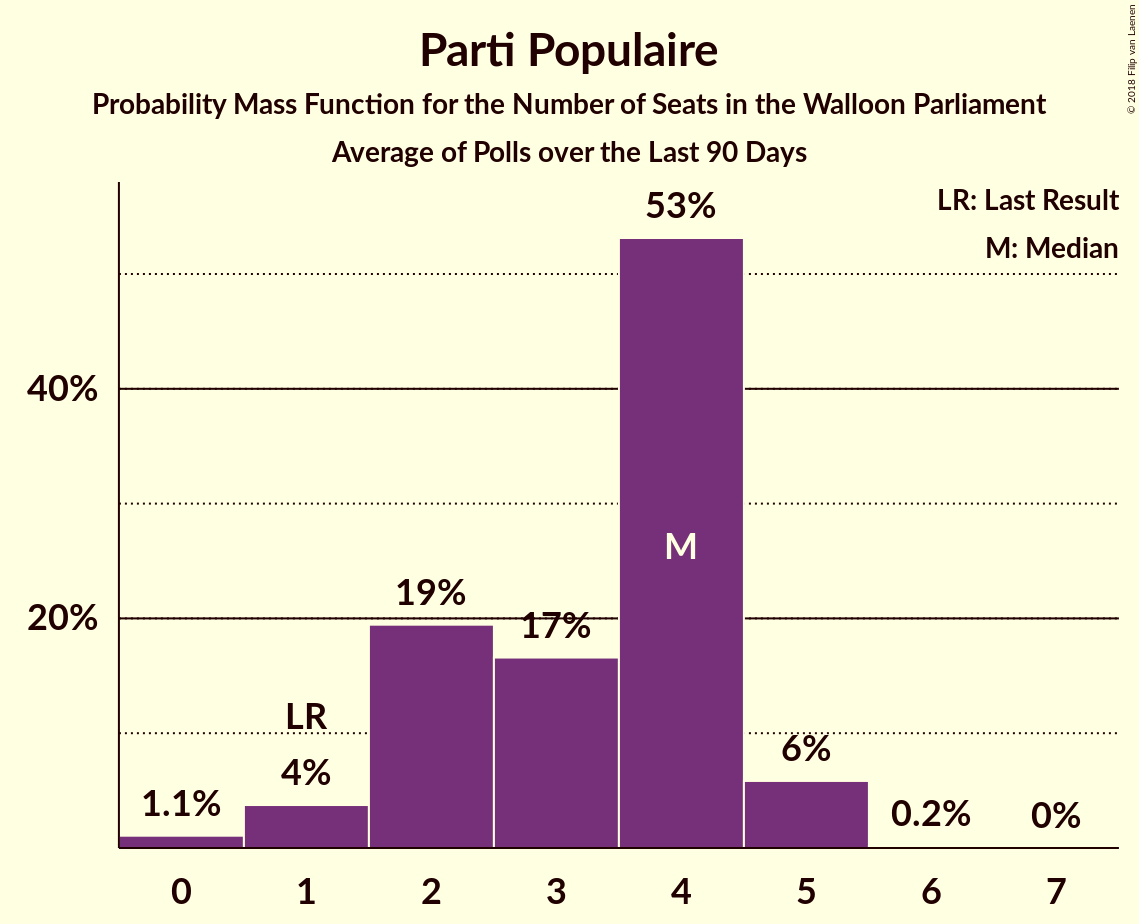 Parti Populaire
Probability Mass Function for the Number of Seats in the Walloon Parliament
Average of Polls over the Last 90 Days
© 2018 Filip van Laenen
LR: Last Result
M: Median
53%
40%
M
19%
20%
17%
LR
6%
4%
1.1%
0.2%
0%
0 1 2 3 4 5 6 7